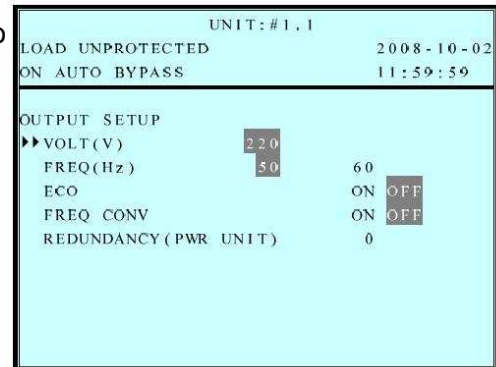 UNIT:#1,1
LOAD UNPROTECTED 2008-10-02
ON AUTO BYPASS 11:59:59
OUTPUT SETUP
VOLT(V) 220
FREQ(Hz) 50 60
ECO ON OFF
FREQ CONV ON OFF
REDUNDANCY(PWR UNIT) 0